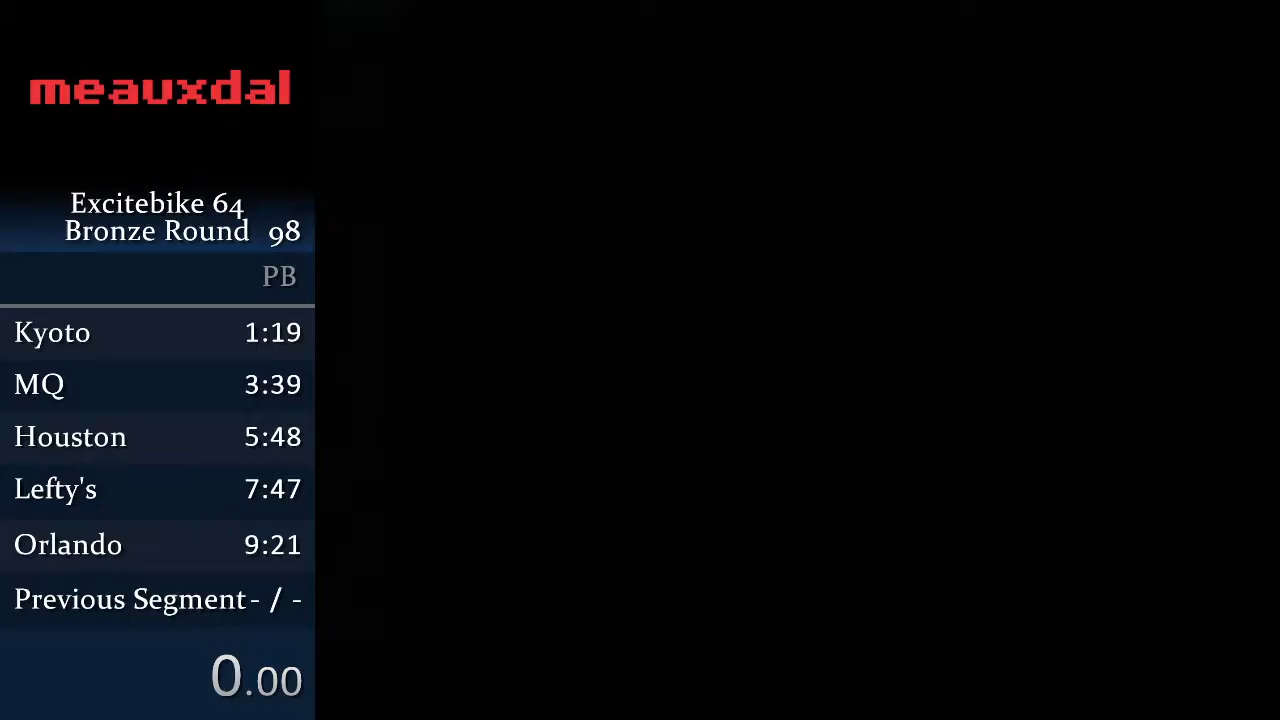 meauxdal
Excitebike 64
Bronze Round 98
PB
Kyoto 1:19
MQ 3:39
Houston 5:48
Lefty's 7:47
Orlando 9:21
Previous Segment - / -
0.00